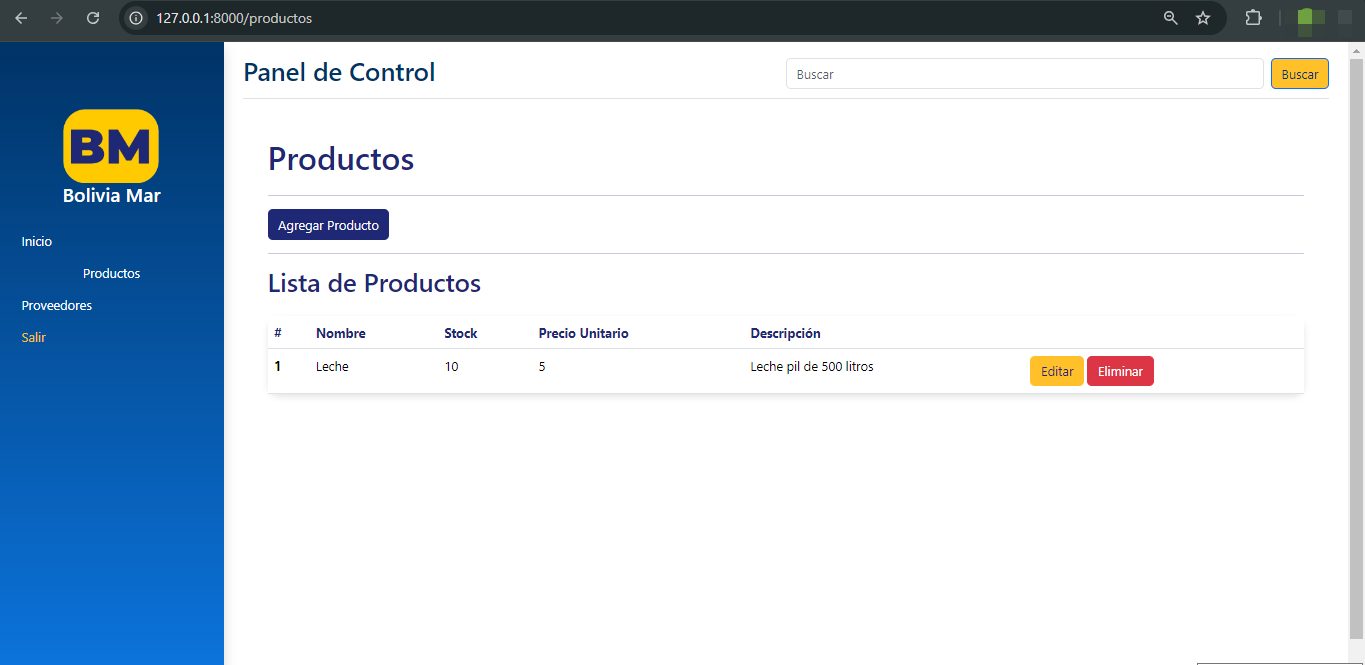 127.0.0.1:8000/productos
BM
Bolivia Mar
Inicio
Productos
Proveedores
Salir
Panel de Control
Buscar Buscar
Productos
Agregar Producto
Lista de Productos
# Nombre Stock Precio Unitario Descripción
1 Leche 10 5 Leche pil de 500 litros Editar Eliminar